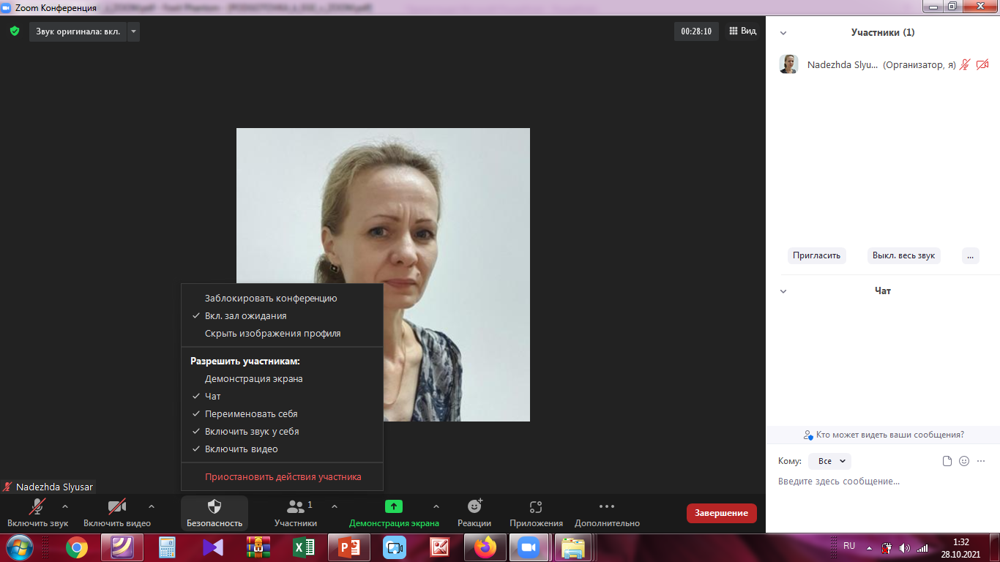 Zoom Конференция
Звук оригинала: вкл.
00:28:10
Вид
Участники (1)
Nadezhda Slyu... (Организатор, я)
Пригласить
Выкл. весь звук
...
Чат
Заблокировать конференцию
Вкл. зал ожидания
Скрыть изображения профиля
Разрешить участникам:
Демонстрация экрана
Чат
Переименовать себя
Включить звук у себя
Включить видео
Приостановить действия участника
Кто может видеть ваши сообщения?
Кому: Все
Введите здесь сообщение...
Nadezhda Slyusar
Включить звук
Включить видео
Безопасность
1
Участники
Демонстрация экрана
Реакции
Приложения
Дополнительно
Завершение
RU
1:32
28.10.2021